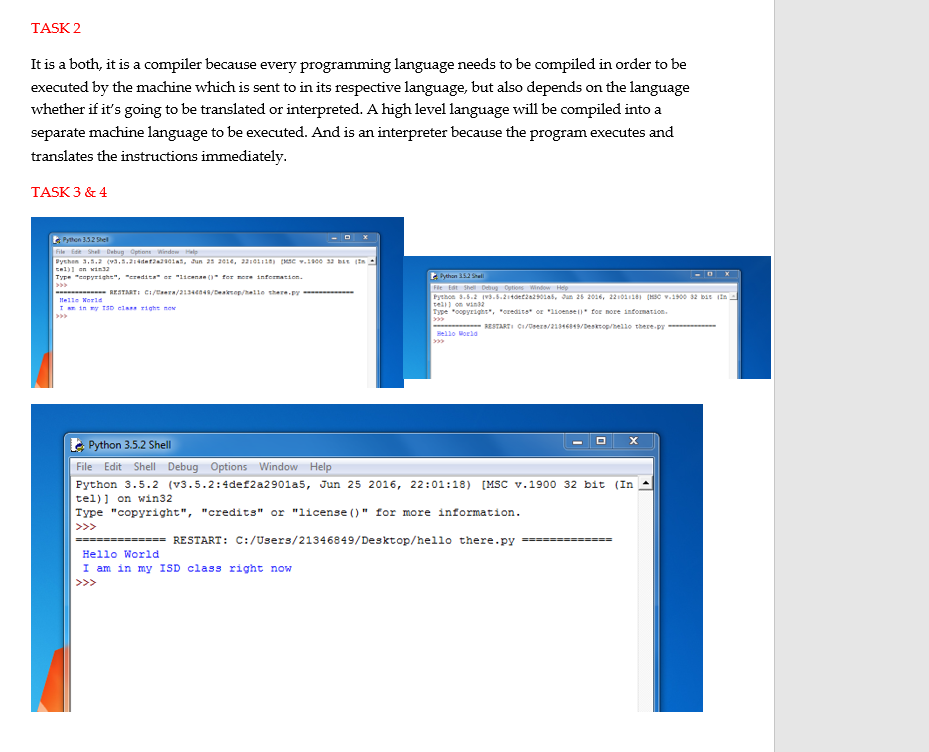 TASK 2
It is a both, it is a compiler because every programming language needs to be compiled in order to be
executed by the machine which is sent to in its respective language, but also depends on the language
whether if it's going to be translated or interpreted. A high level language will be compiled into a
separate machine language to be executed. And is an interpreter because the program executes and
translates the instructions immediately.
TASK 3 & 4
Python 3.5.2 Shell
File Edit Shell Debug Options Window Help
Python 3.5.2 (v3.5.2:4def2a2901a5, Jun 25 2016, 22:01:18) [MSC v.1900 32 bit (In
tel)] on win32
Type "copyright", "credits" or "license()" for more information.
>>>
============= RESTART: C:/Users/21346849/Desktop/hello there.py =============
Hello World
I am in my ISD class right now
>>>
Python 3.5.2 Shell
File Edit Shell Debug Options Window Help
Python 3.5.2 (v3.5.2:4def2a2901a5, Jun 25 2016, 22:01:18) [MSC v.1900 32 bit (In
tel)] on win32
Type "copyright", "credits" or "license()" for more information.
>>>
============= RESTART: C:/Users/21346849/Desktop/hello there.py =============
Hello World
>>>
Python 3.5.2 Shell
File Edit Shell Debug Options Window Help
Python 3.5.2 (v3.5.2:4def2a2901a5, Jun 25 2016, 22:01:18) [MSC v.1900 32 bit (In
tel)] on win32
Type "copyright", "credits" or "license()" for more information.
>>>
============= RESTART: C:/Users/21346849/Desktop/hello there.py =============
Hello World
I am in my ISD class right now
>>>